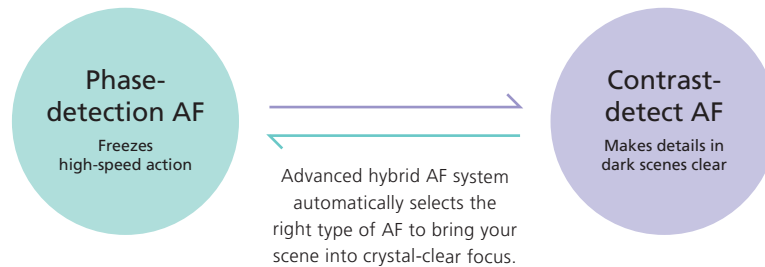 Phase-
detection AF
Freezes
high-speed action
Advanced hybrid AF system
automatically selects the
right type of AF to bring your
scene into crystal-clear focus.
Contrast-
detect AF
Makes details in
dark scenes clear